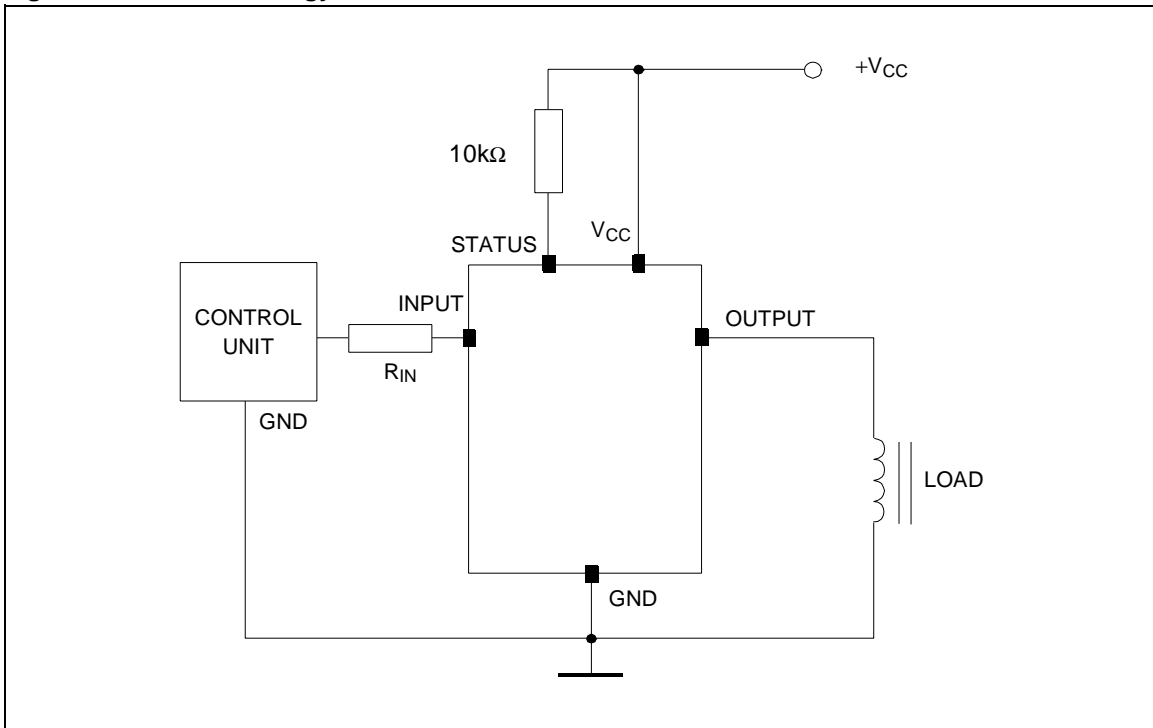 +VCC
10kΩ
VCC
STATUS
INPUT
OUTPUT
CONTROL
UNIT
RIN
GND
LOAD
GND